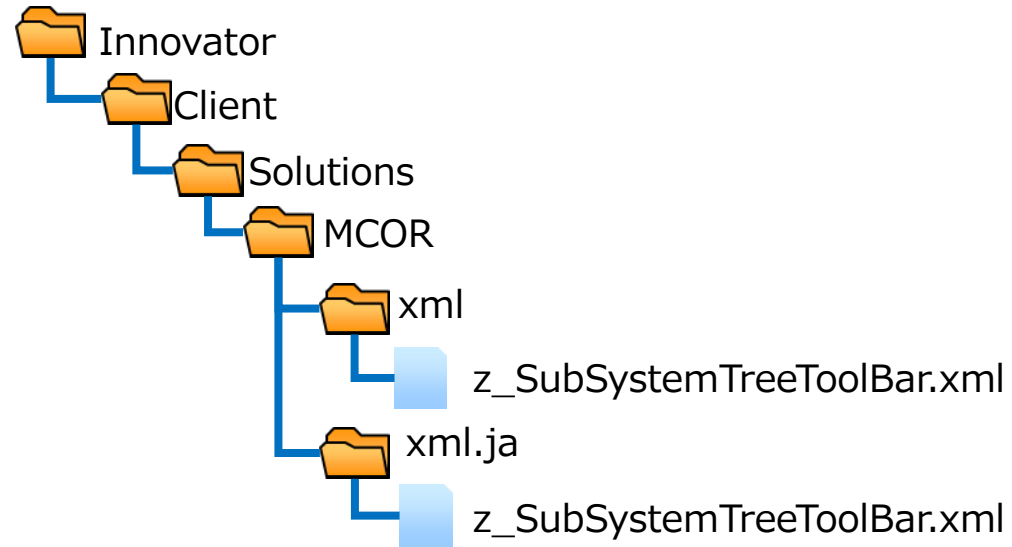 Innovator
Client
Solutions
MCOR
xml
z_SubSystemTreeToolBar.xml
xml.ja
z_SubSystemTreeToolBar.xml